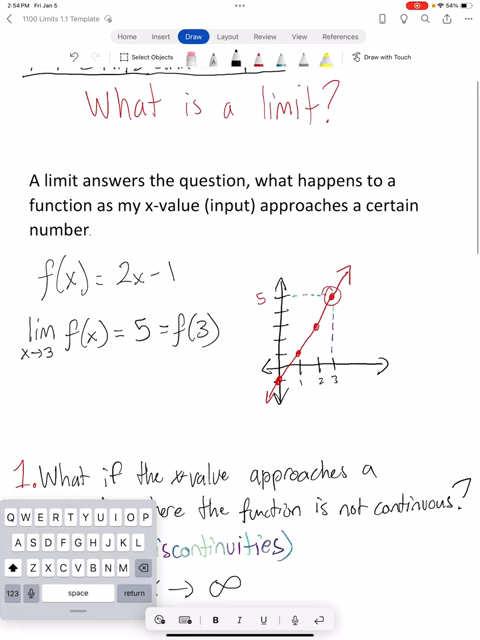 2:54 PM Fri Jan 5
54%
1100 Limits 1.1 Template
Home Insert Draw Layout Review View References
Select Objects
Draw with Touch
What is a limit?
A limit answers the question, what happens to a
function as my x-value (input) approaches a certain
number.
f(x) = 2x-1
lim f(x) = 5 = f(3)
x→3
5
1 2 3
1. What if the x-value approaches a
here the function is not continuous?
iscontinuities)
→ ∞
Q W E R T Y U I O P
A S D F G H J K L
Z X C V B N M
123 space return
B I U